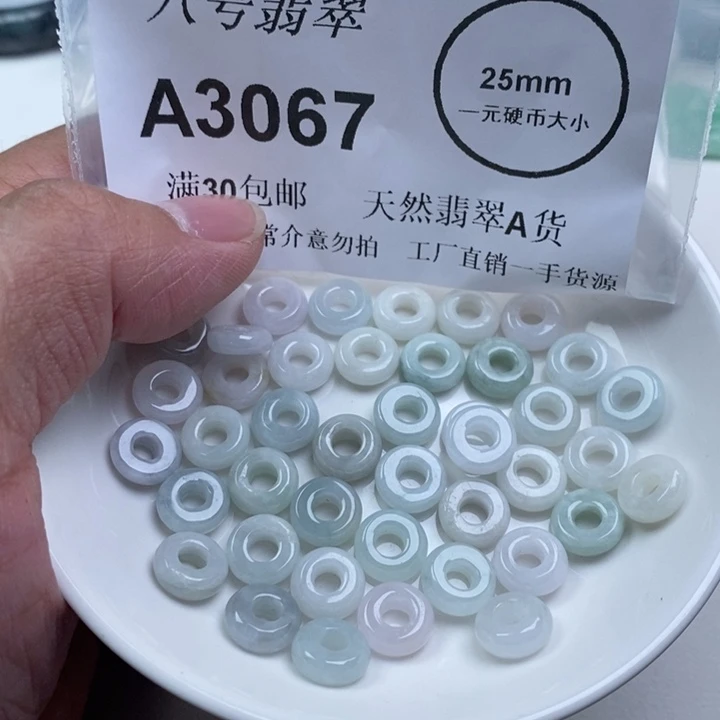 八号翡翠
A3067
25mm
一元硬币大小
满30包邮 天然翡翠A货
常介意勿拍 工厂直销一手货源